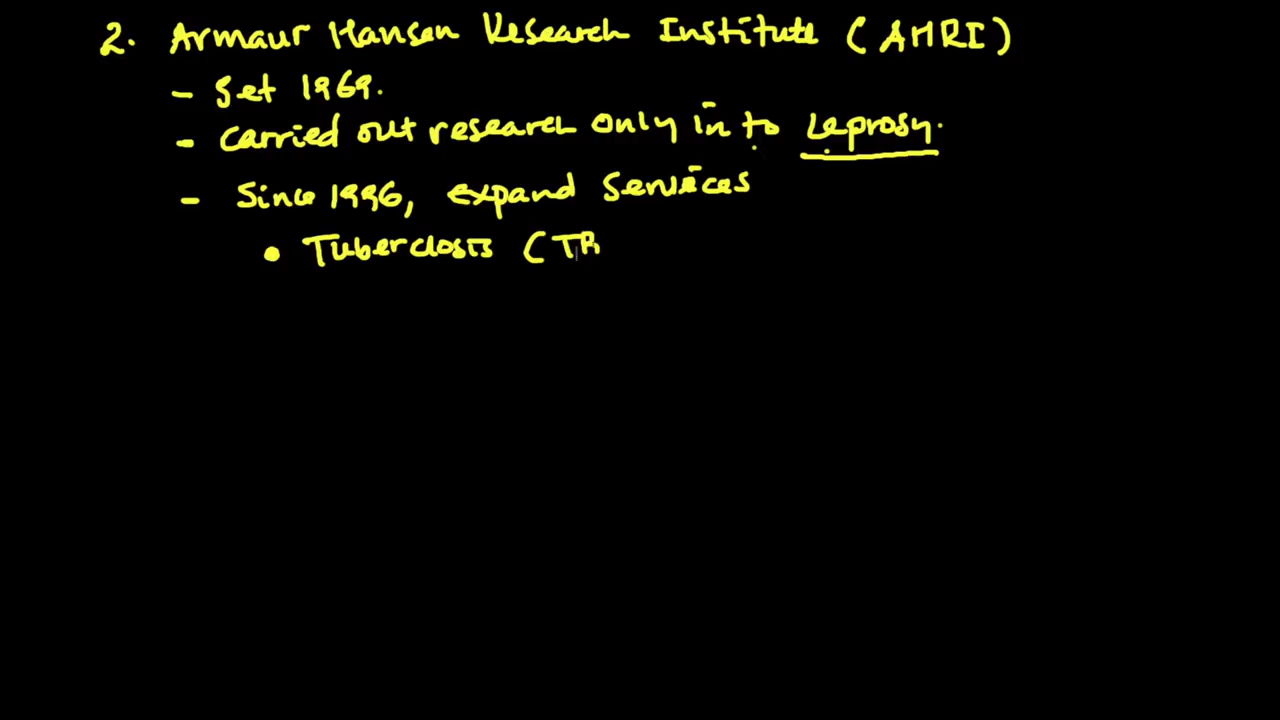 2. Armaur Hansen Research Institute (AHRI)
- Set 1969.
- Carried out research only in to Leprosy.
- Since 1996, expand Services
• Tuberclosis (TB